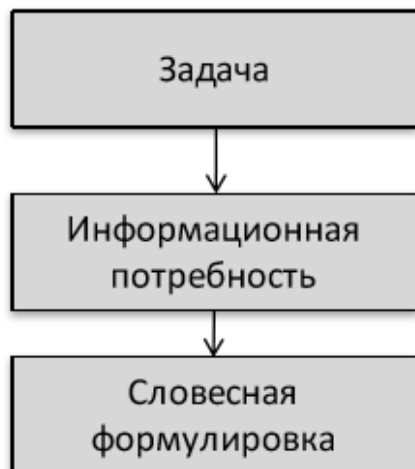 Задача
Информационная
потребность
Словесная
формулировка